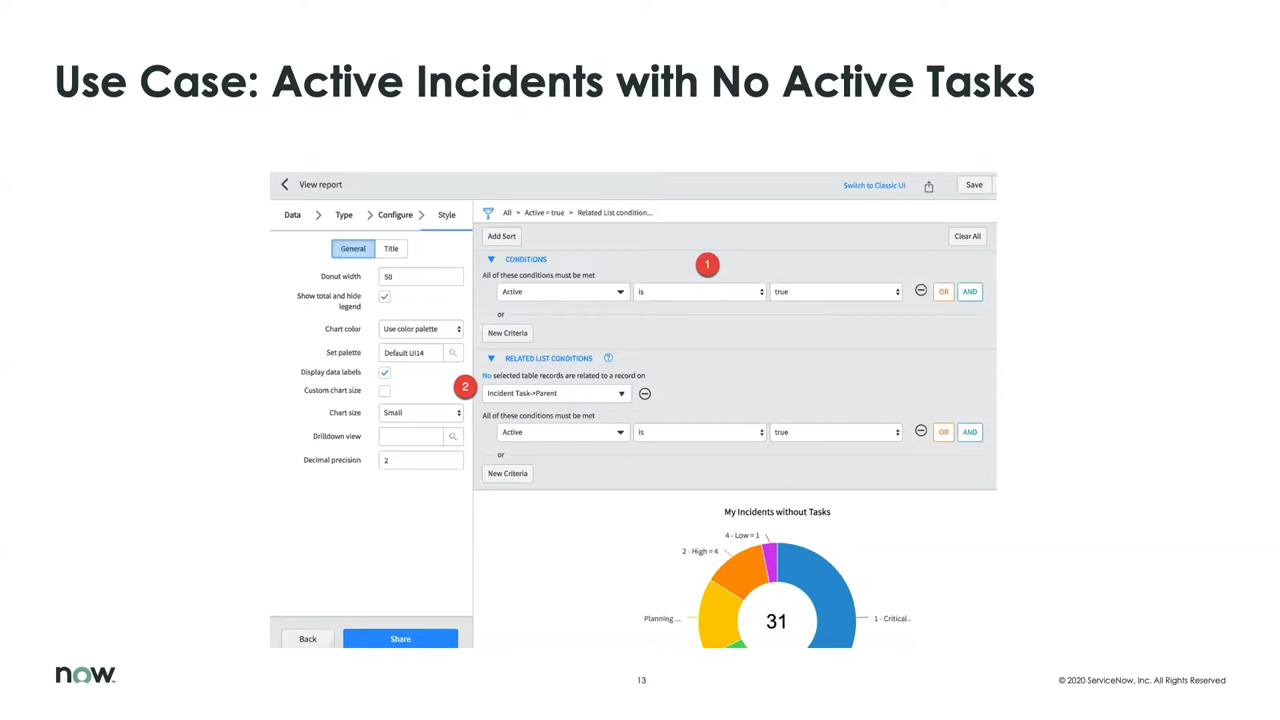 Use Case: Active Incidents with No Active Tasks
View report
Switch to Classic UI
Save
Data
Type
Configure
Style
All > Active = true > Related List condition...
General
Title
Add Sort
Clear All
Donut width
50
CONDITIONS
1
Show total and hide
legend
All of these conditions must be met
Active
is
true
OR
AND
or
Chart color
Use color palette
New Criteria
Set palette
Default UI14
RELATED LIST CONDITIONS
?
Display data labels
No selected table records are related to a record on
Custom chart size
2
Incident Task->Parent
Chart size
Small
All of these conditions must be met
Drilldown view
Active
is
true
OR
AND
or
Decimal precision
2
New Criteria
My Incidents without Tasks
4 - Low = 1
2 - High = 4
Planning ...
31
1 - Critical .
Back
Share
now
13
© 2020 ServiceNow, Inc. All Rights Reserved